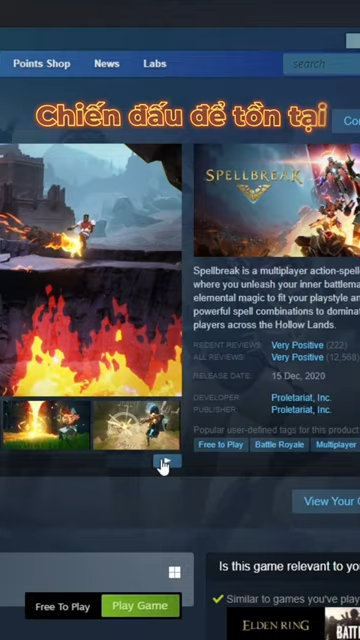 Points Shop News Labs search
Chiến đấu để tồn tại
SPELLBREAK
Spellbreak is a multiplayer action-spell
where you unleash your inner battlema
elemental magic to fit your playstyle an
powerful spell combinations to domina
players across the Hollow Lands.
RECENT REVIEWS: Very Positive (222)
ALL REVIEWS: Very Positive (12,568)
RELEASE DATE: 15 Dec, 2020
DEVELOPER: Proletariat, Inc.
PUBLISHER: Proletariat, Inc.
Popular user-defined tags for this product:
Free to Play Battle Royale Multiplayer
View Your
Is this game relevant to you
Free To Play Play Game
Similar to games you've play
ELDEN RING